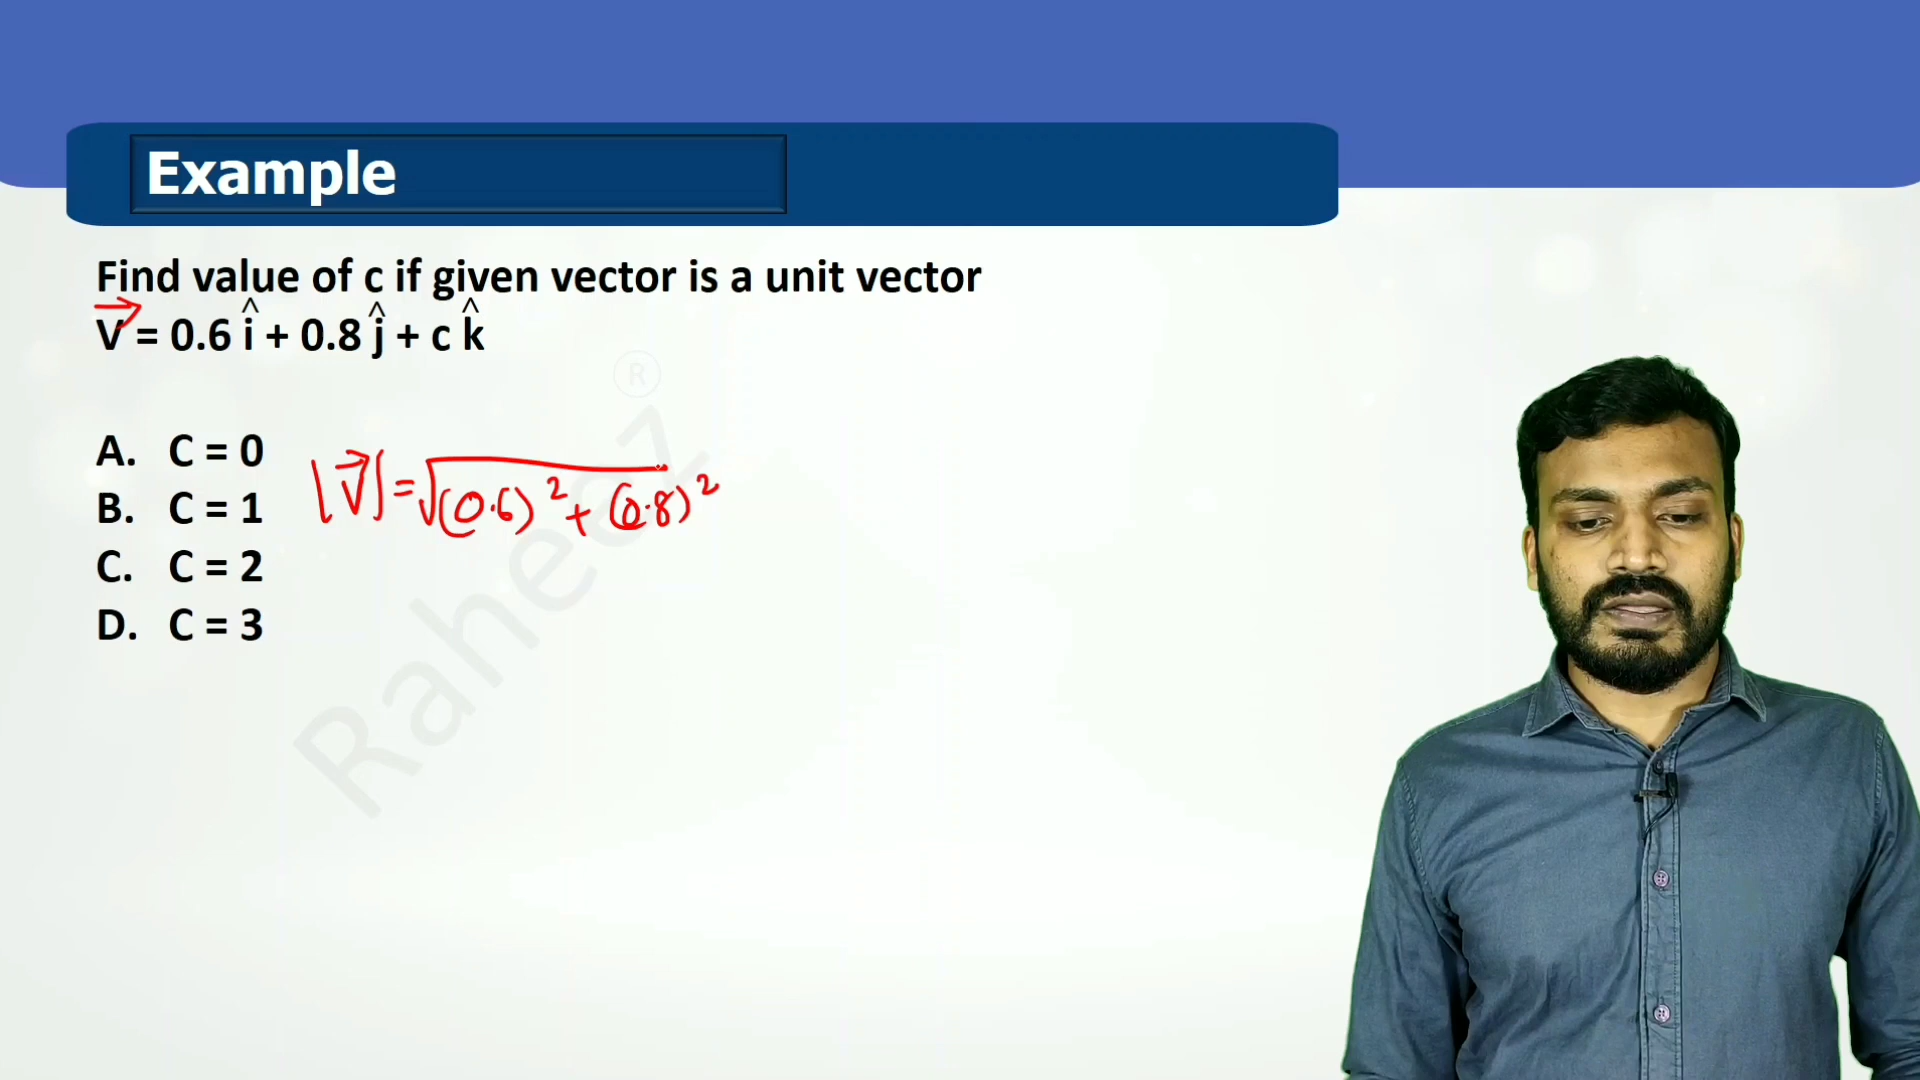 Example
Find value of c if given vector is a unit vector
V = 0.6 î + 0.8 ĵ + c k̂
A. C = 0
|V⃗| = √(0.6)² + (0.8)²
B. C = 1
C. C = 2
D. C = 3
Raheaz ®